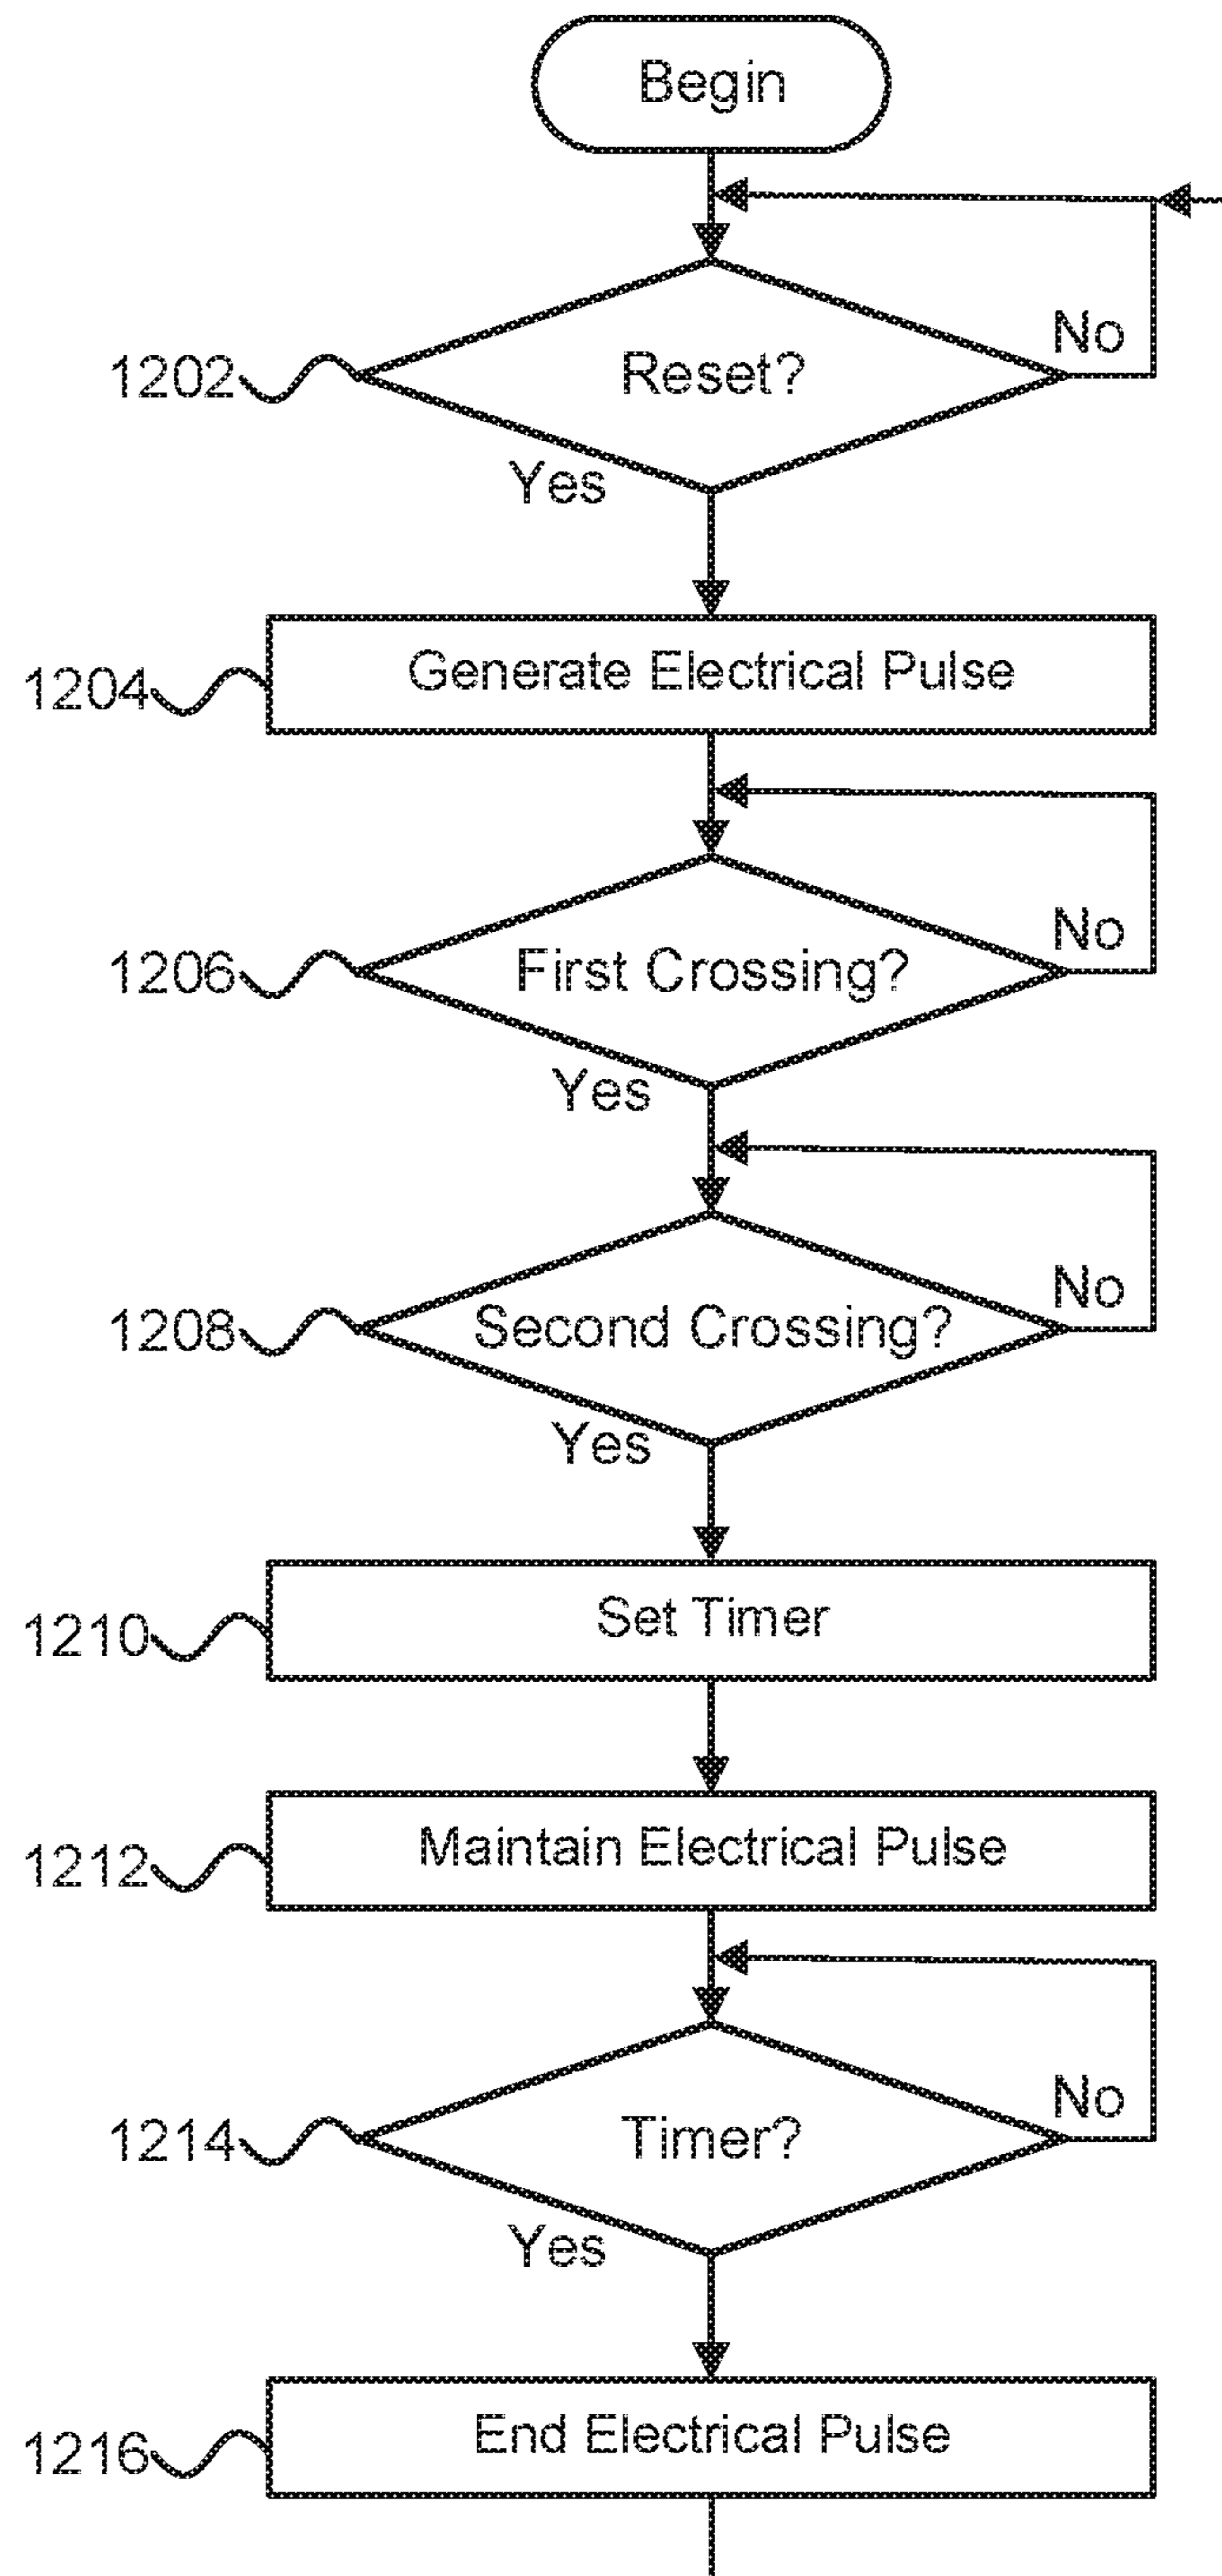 Begin
No
1202
Reset?
Yes
1204
Generate Electrical Pulse
No
1206
First Crossing?
Yes
No
1208
Second Crossing?
Yes
1210
Set Timer
1212
Maintain Electrical Pulse
No
1214
Timer?
Yes
1216
End Electrical Pulse